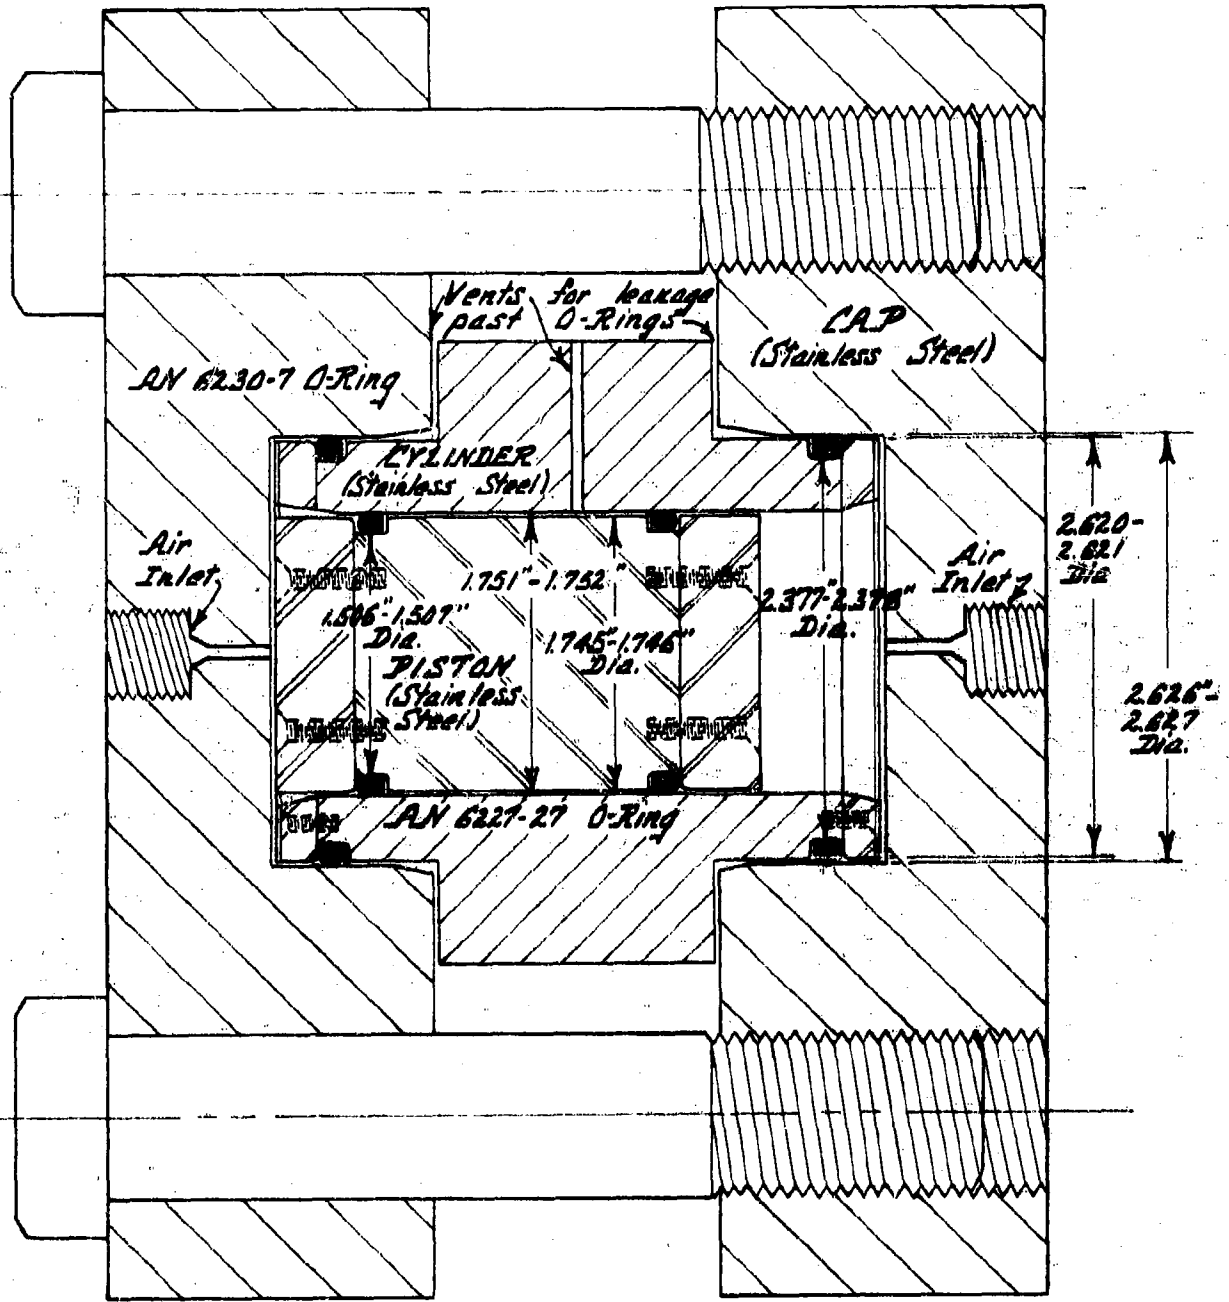 Vents for leakage
past O-Rings
CAP
(Stainless Steel)
AN 6230-7 O-Ring
CYLINDER
(Stainless Steel)
2.620-
2.621
Dia
Air
Inlet
1.751"-1.752"
Air
Inlet
1.506"-1.507"
Dia.
2.377"-2.378"
Dia.
1.745"-1.746"
Dia.
PISTON
(Stainless
Steel)
2.626"-
2.627
Dia.
AN 6227-27 O-Ring